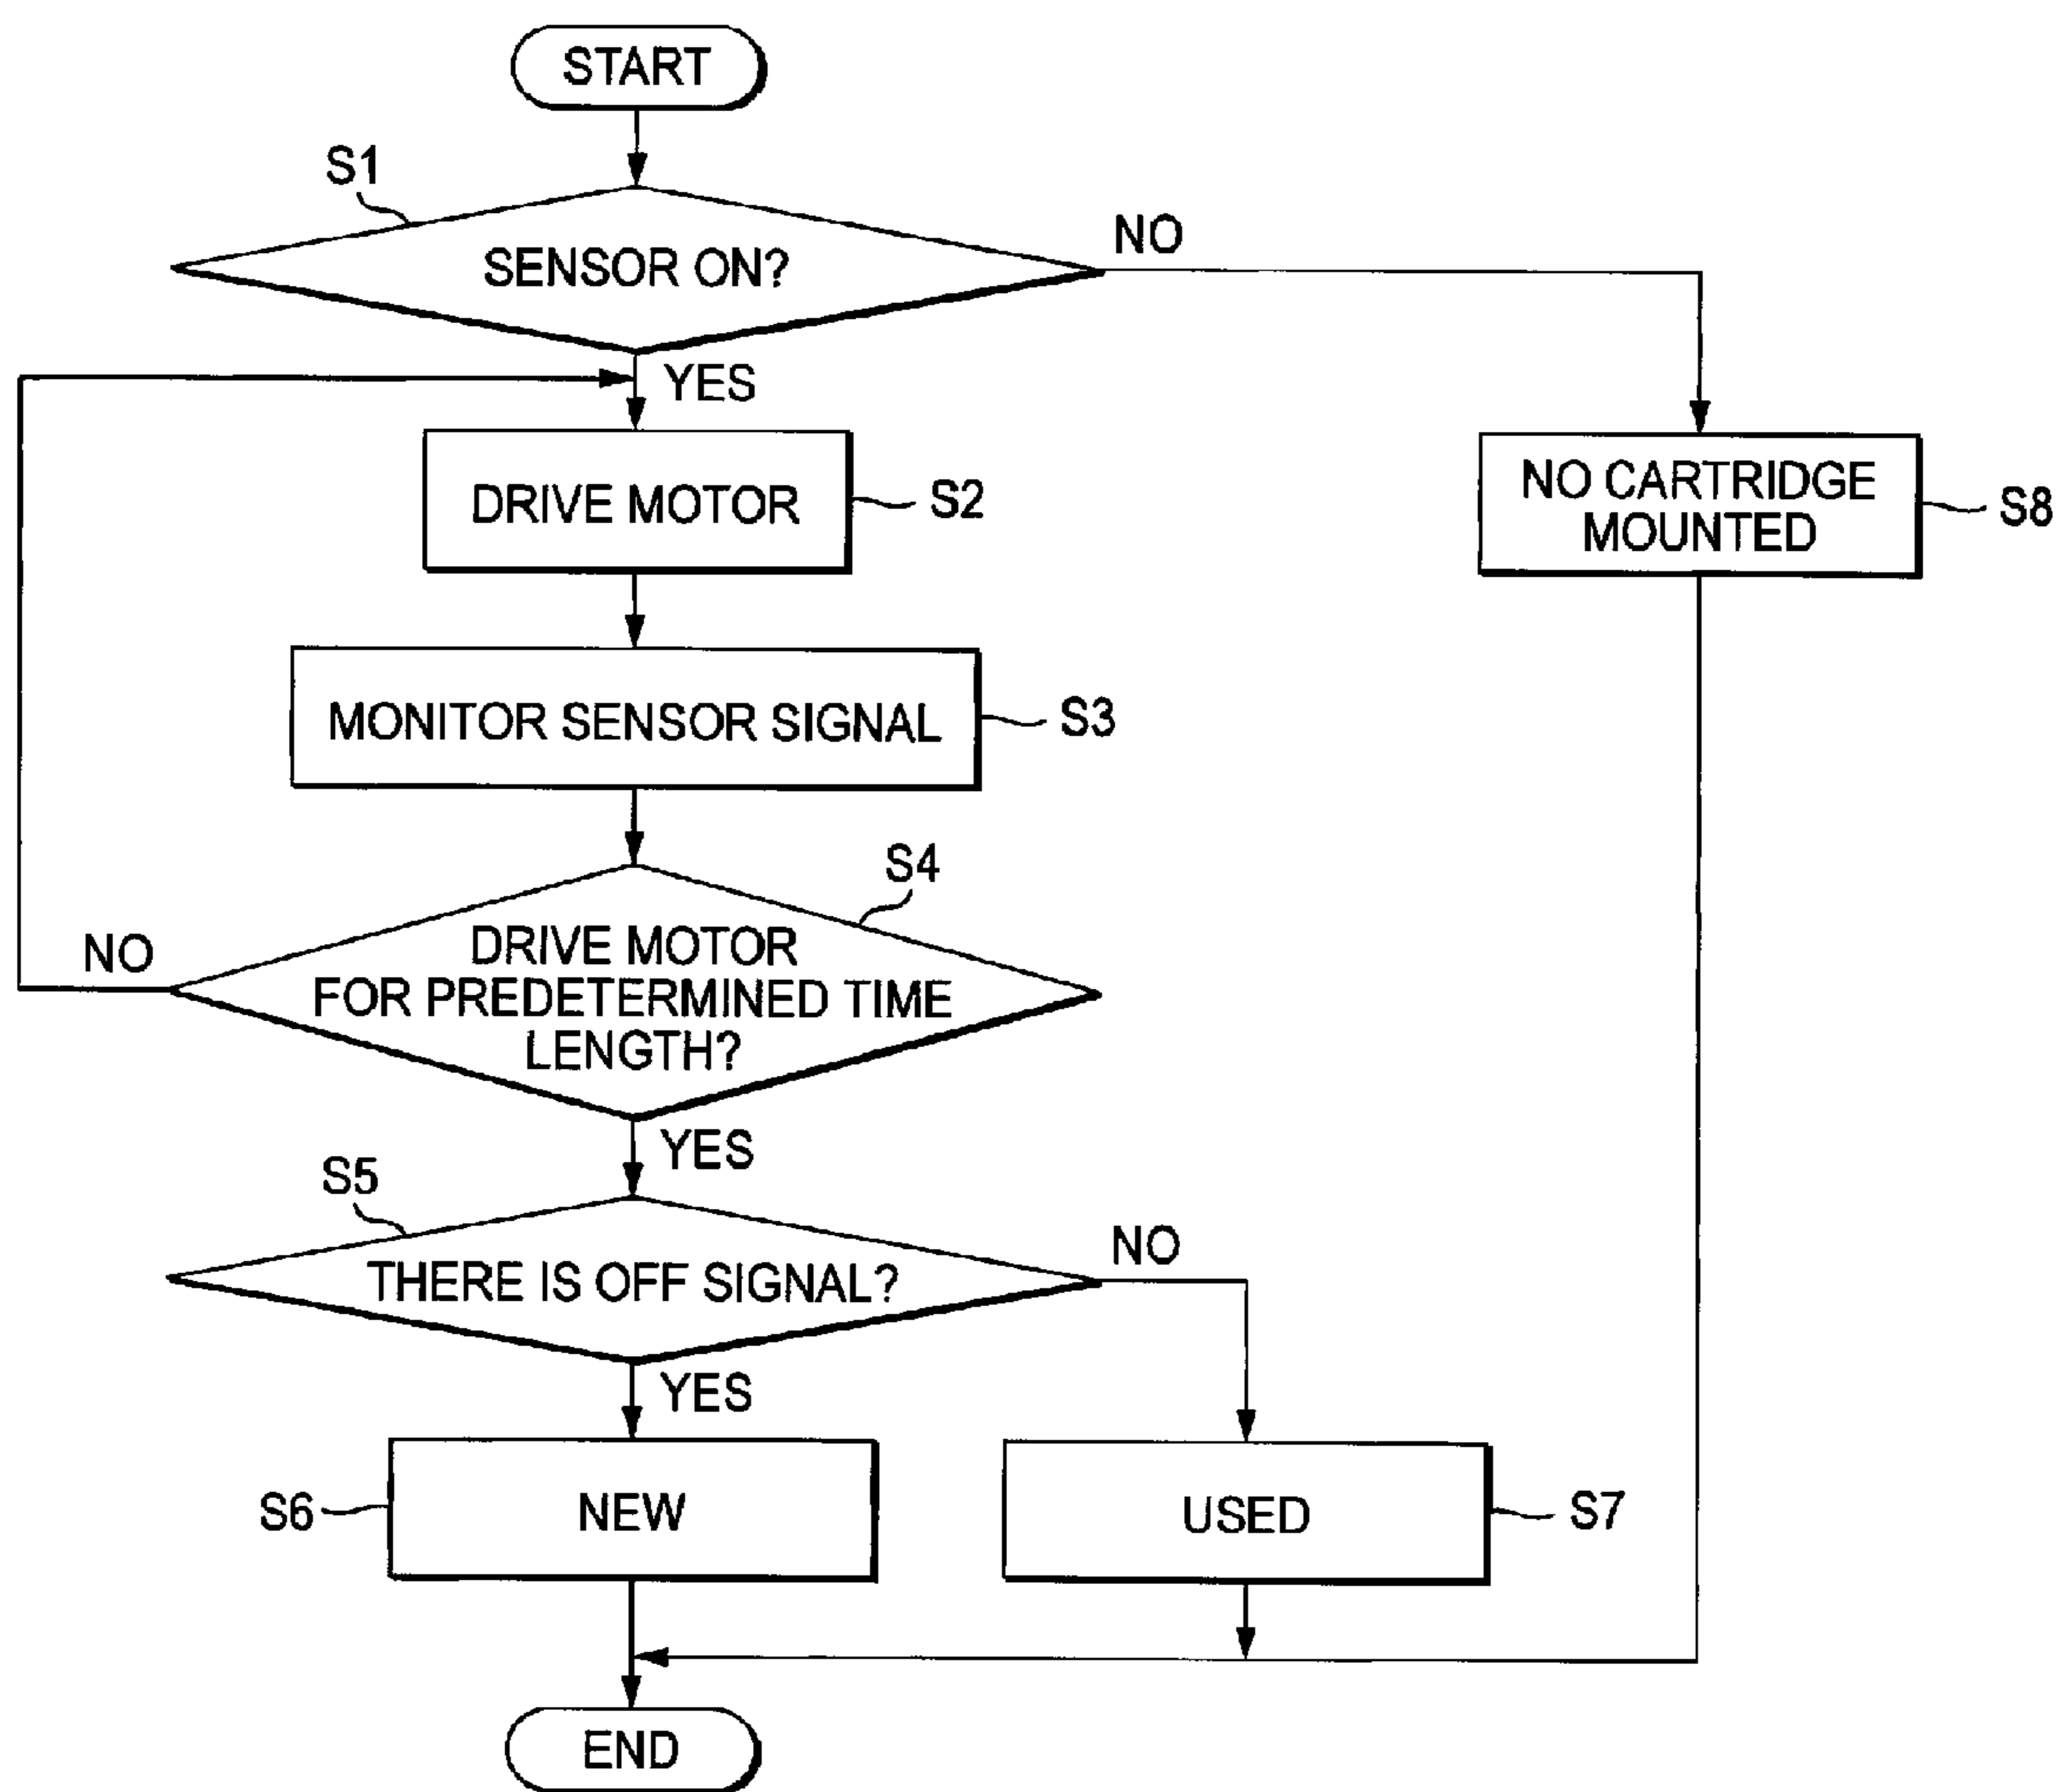 START
S1
SENSOR ON?
NO
YES
DRIVE MOTOR
S2
NO CARTRIDGE
MOUNTED
S8
MONITOR SENSOR SIGNAL
S3
S4
DRIVE MOTOR
FOR PREDETERMINED TIME
LENGTH?
NO
YES
S5
THERE IS OFF SIGNAL?
NO
YES
S6
NEW
USED
S7
END